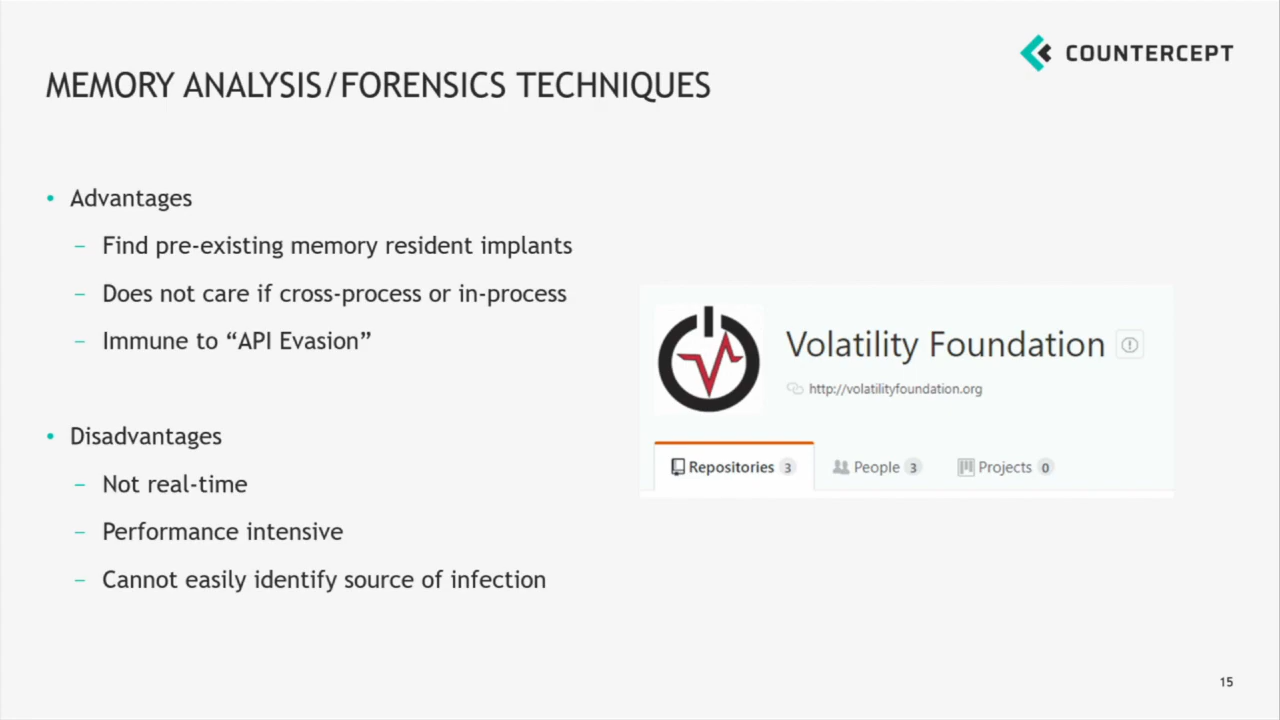 COUNTERCEPT
MEMORY ANALYSIS/FORENSICS TECHNIQUES
• Advantages
– Find pre-existing memory resident implants
– Does not care if cross-process or in-process
– Immune to “API Evasion”
• Disadvantages
– Not real-time
– Performance intensive
– Cannot easily identify source of infection
Volatility Foundation
http://volatilityfoundation.org
Repositories 3 People 3 Projects 0
15